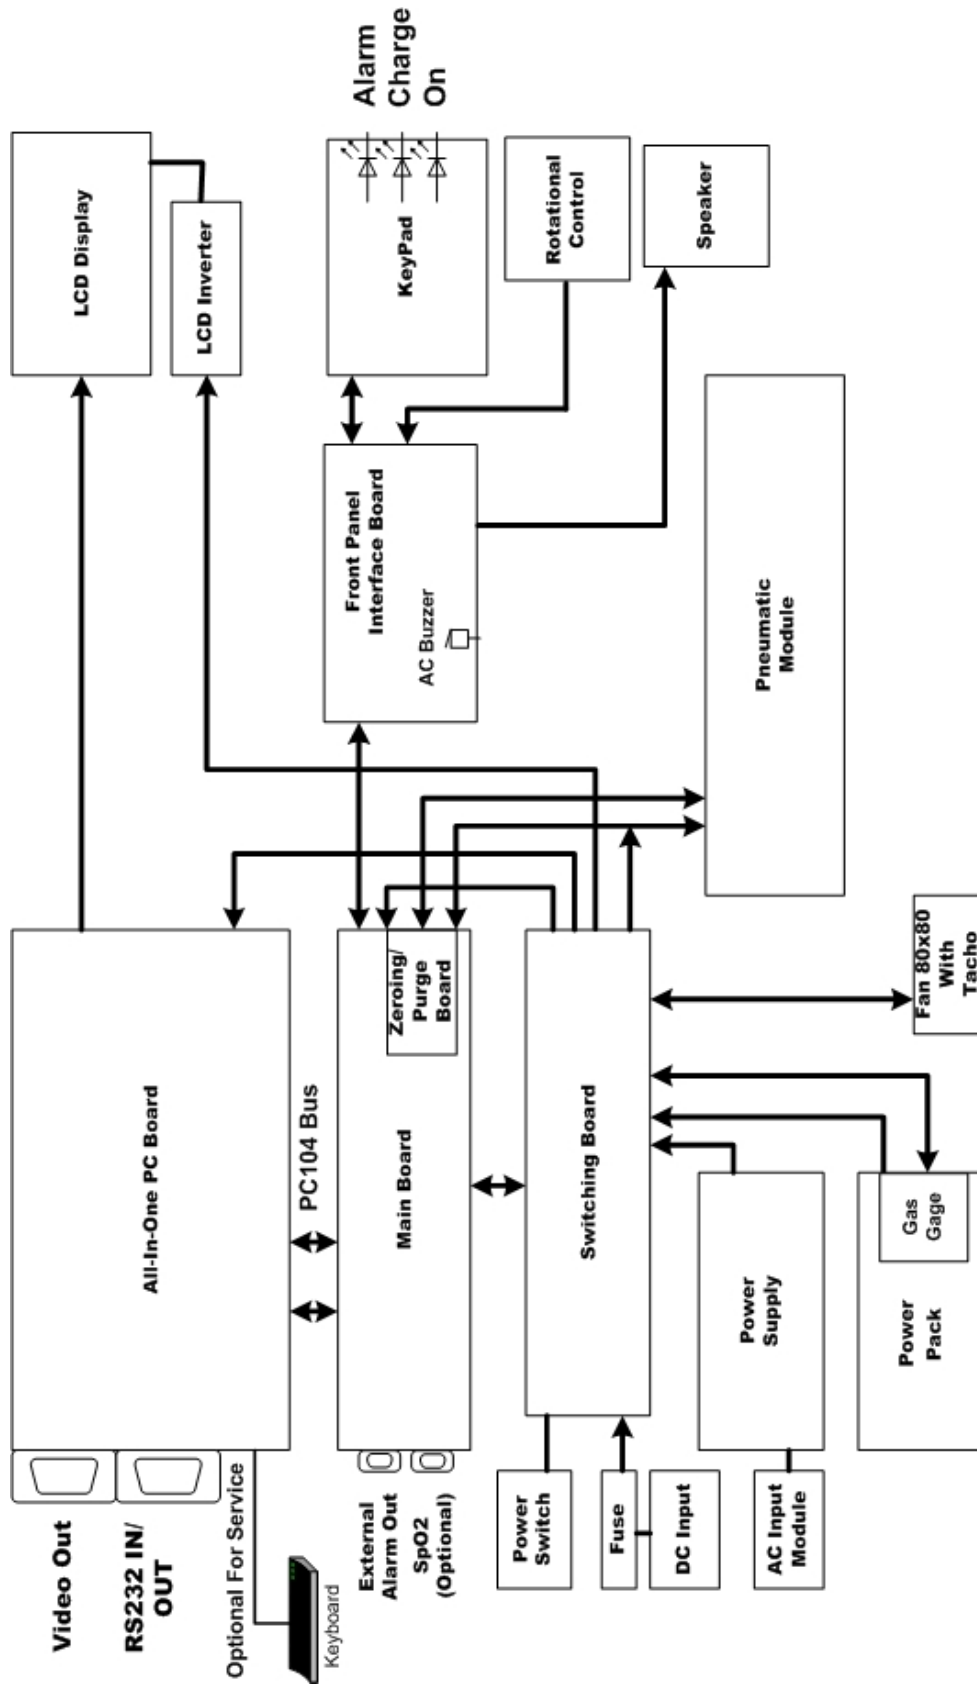 Video Out
RS232 IN/
OUT
Optional For Service
Keyboard
All-In-One PC Board
LCD Display
LCD Inverter
PC104 Bus
External
Alarm Out
SpO2
(Optional)
Main Board
Zeroing/
Purge
Board
Front Panel
Interface Board
AC Buzzer
KeyPad
Alarm
Charge
On
Rotational
Control
Speaker
Power
Switch
Fuse
DC Input
Switching Board
Pneumatic
Module
AC Input
Module
Power
Supply
Power
Pack
Gas
Gage
Fan 80x80
With
Tacho